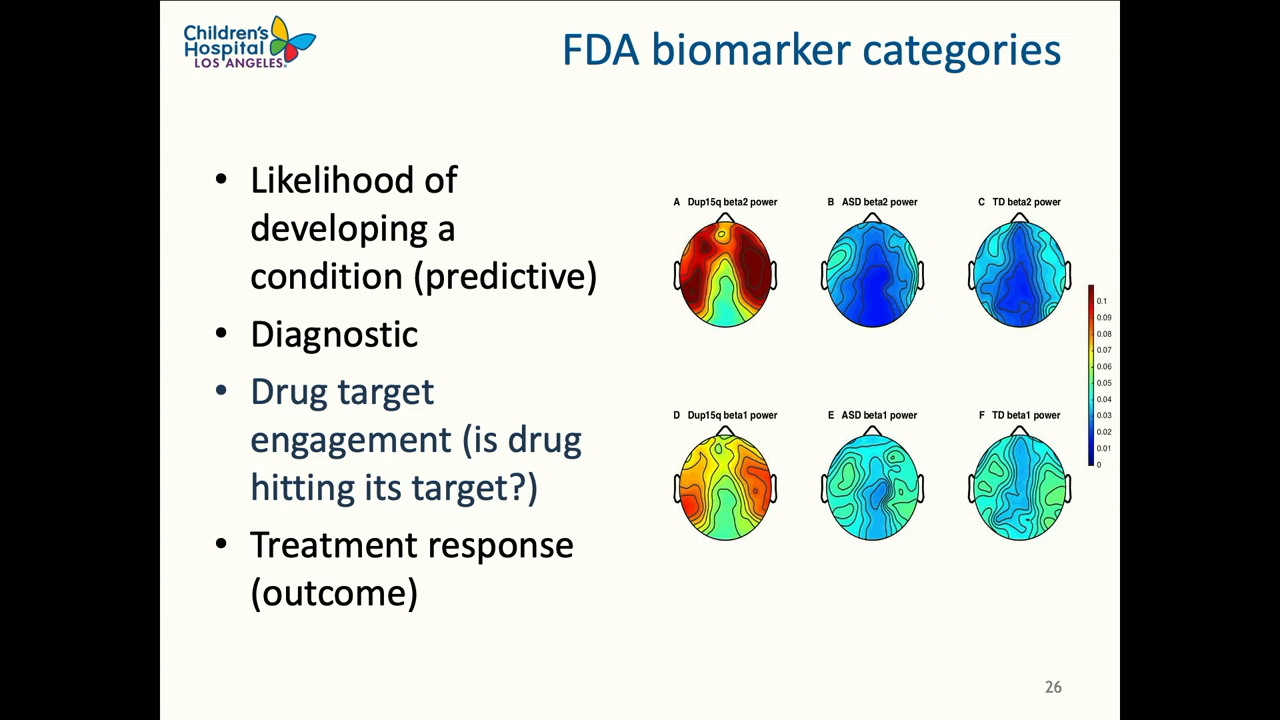 Children's
Hospital
LOS ANGELES
FDA biomarker categories
• Likelihood of
developing a
condition (predictive)
• Diagnostic
• Drug target
engagement (is drug
hitting its target?)
• Treatment response
(outcome)
A Dup15q beta2 power
B ASD beta2 power
C TD beta2 power
D Dup15q beta1 power
E ASD beta1 power
F TD beta1 power
0.1
0.09
0.08
0.07
0.06
0.05
0.04
0.03
0.02
0.01
0
26